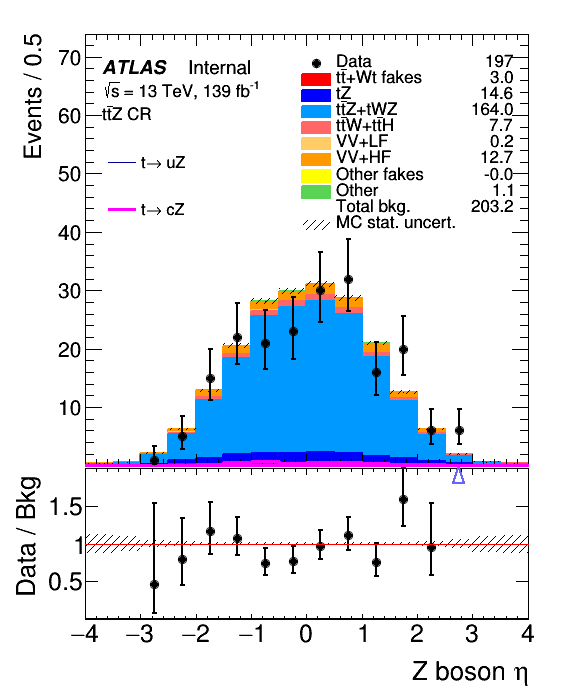 Events / 0.5
70
60
50
40
30
20
10
ATLAS Internal
√s = 13 TeV, 139 fb⁻¹
tt̄Z CR
t→ uZ
t→ cZ
Data 197
tt̄+Wt fakes 3.0
tZ 14.6
tt̄Z+tWZ 164.0
tt̄W+tt̄H 7.7
VV+LF 0.2
VV+HF 12.7
Other fakes -0.0
Other 1.1
Total bkg. 203.2
MC stat. uncert.
Data / Bkg
1.5
1
0.5
−4 −3 −2 −1 0 1 2 3 4
Z boson η